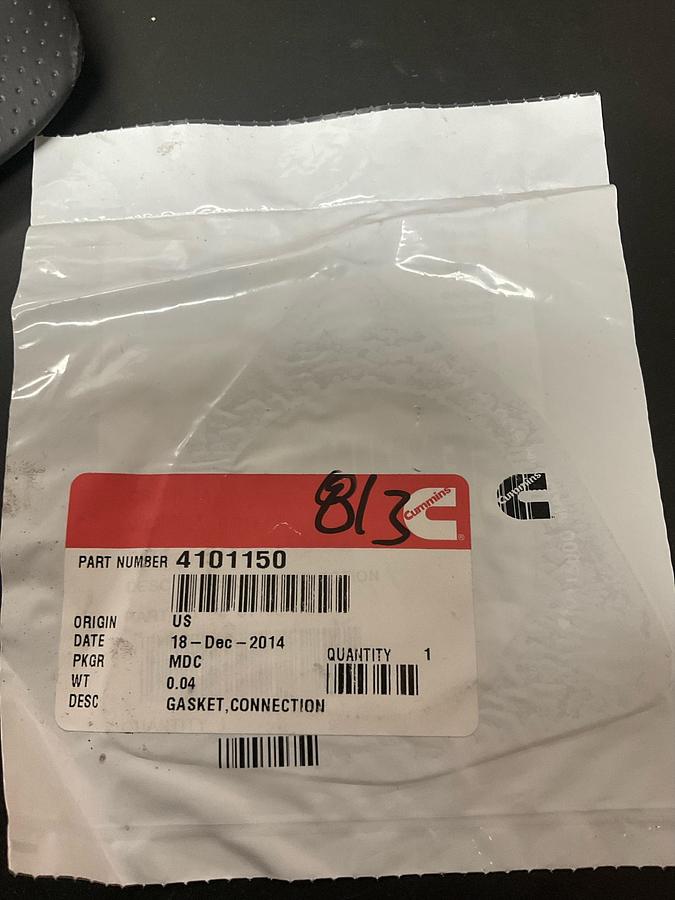 813
Cummins
Cummins
PART NUMBER 4101150
ORIGIN US
DATE 18-Dec-2014
PKGR MDC
QUANTITY 1
WT 0.04
DESC GASKET,CONNECTION